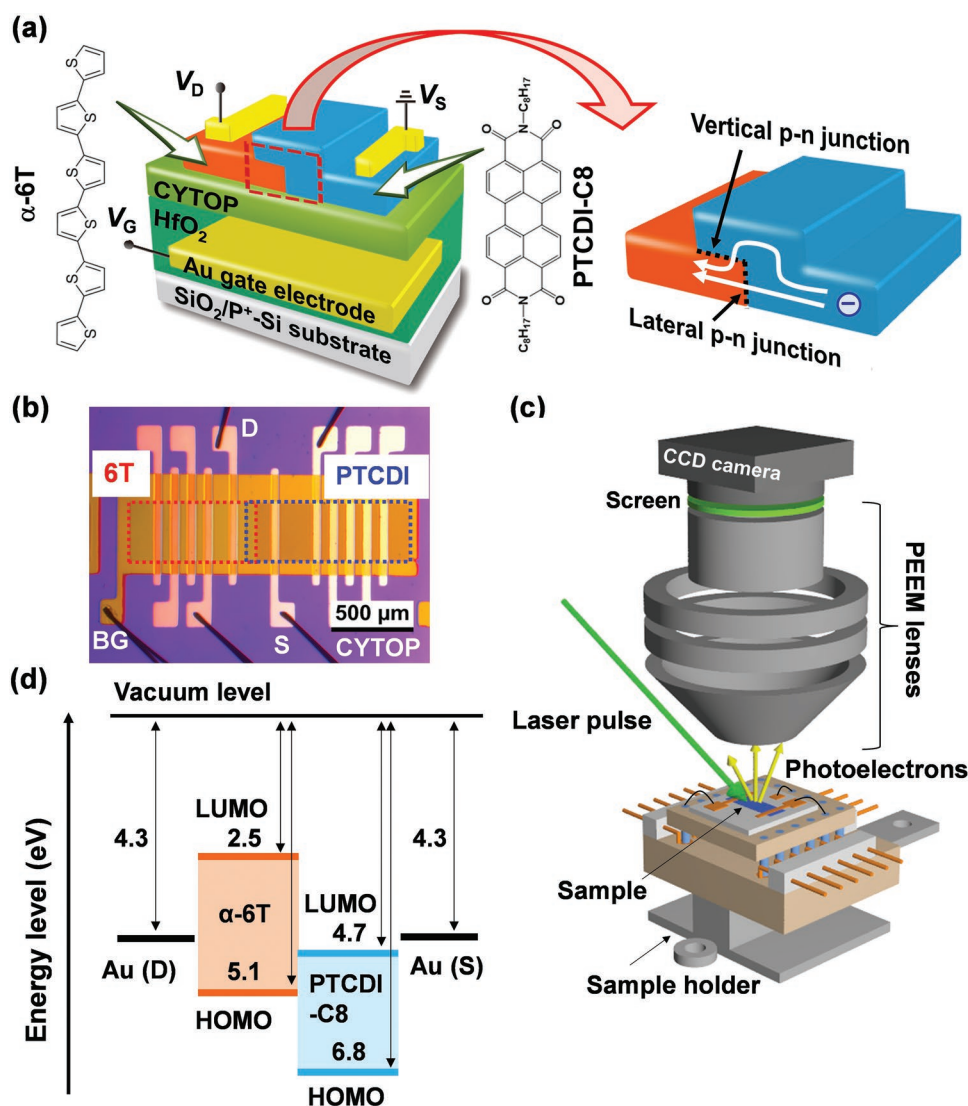 (a)
α-6T
S
S
S
S
S
S
V_D
V_S
V_G
CYTOP
HfO₂
Au gate electrode
SiO₂/P⁺-Si substrate
C₈H₁₇
N
O
O
O
O
N
C₈H₁₇
PTCDI-C8
Vertical p-n junction
Lateral p-n junction
−
(b)
D
6T
PTCDI
500 µm
BG
S
CYTOP
(c)
CCD camera
Screen
PEEM lenses
Laser pulse
Photoelectrons
Sample
Sample holder
(d)
Vacuum level
Energy level (eV)
4.3
LUMO
2.5
4.3
α-6T
LUMO
4.7
Au (D)
Au (S)
5.1
HOMO
PTCDI
-C8
6.8
HOMO